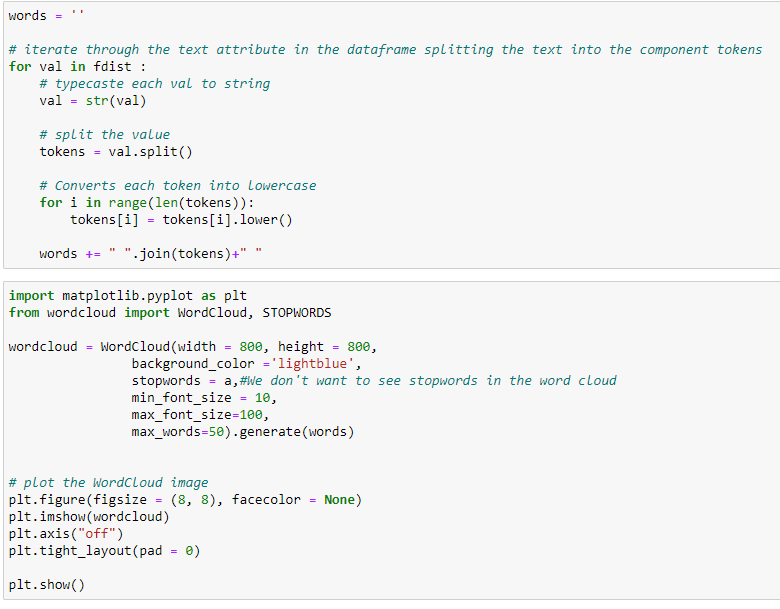 words = ''
# iterate through the text attribute in the dataframe splitting the text into the component tokens
for val in fdist :
    # typecaste each val to string
    val = str(val)
    # split the value
    tokens = val.split()
    # Converts each token into lowercase
    for i in range(len(tokens)):
        tokens[i] = tokens[i].lower()
    words += " ".join(tokens)+" "
import matplotlib.pyplot as plt
from wordcloud import WordCloud, STOPWORDS
wordcloud = WordCloud(width = 800, height = 800,
                background_color ='lightblue',
                stopwords = a,#We don't want to see stopwords in the word cloud
                min_font_size = 10,
                max_font_size=100,
                max_words=50).generate(words)
# plot the WordCloud image
plt.figure(figsize = (8, 8), facecolor = None)
plt.imshow(wordcloud)
plt.axis("off")
plt.tight_layout(pad = 0)
plt.show()